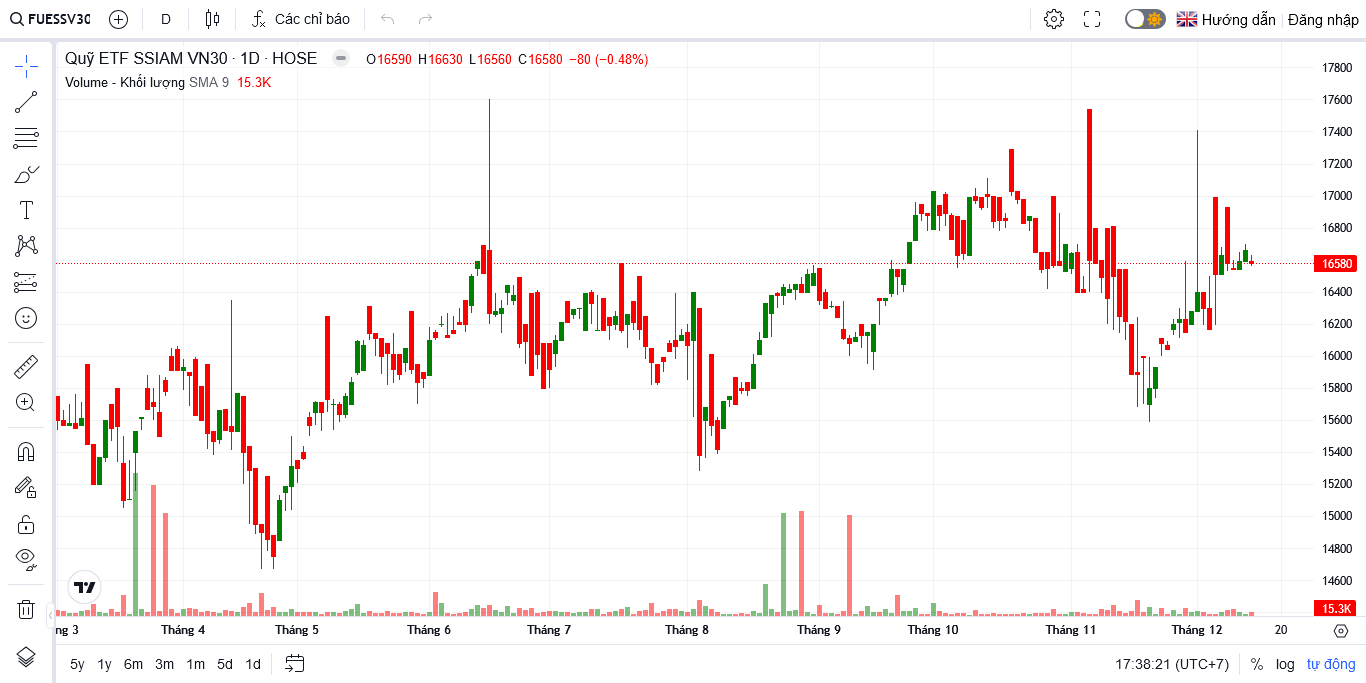 FUESSV30 D Các chỉ báo Hướng dẫn Đăng nhập
Quỹ ETF SSIAM VN30 · 1D · HOSE O16590 H16630 L16560 C16580 −80 (−0.48%)
Volume - Khối lượng SMA 9 15.3K
17800
17600
17400
17200
17000
16800
16580
16400
16200
16000
15800
15600
15400
15200
15000
14800
14600
15.3K
ng 3 Tháng 4 Tháng 5 Tháng 6 Tháng 7 Tháng 8 Tháng 9 Tháng 10 Tháng 11 Tháng 12 20
5y 1y 6m 3m 1m 5d 1d 17:38:21 (UTC+7) % log tự động